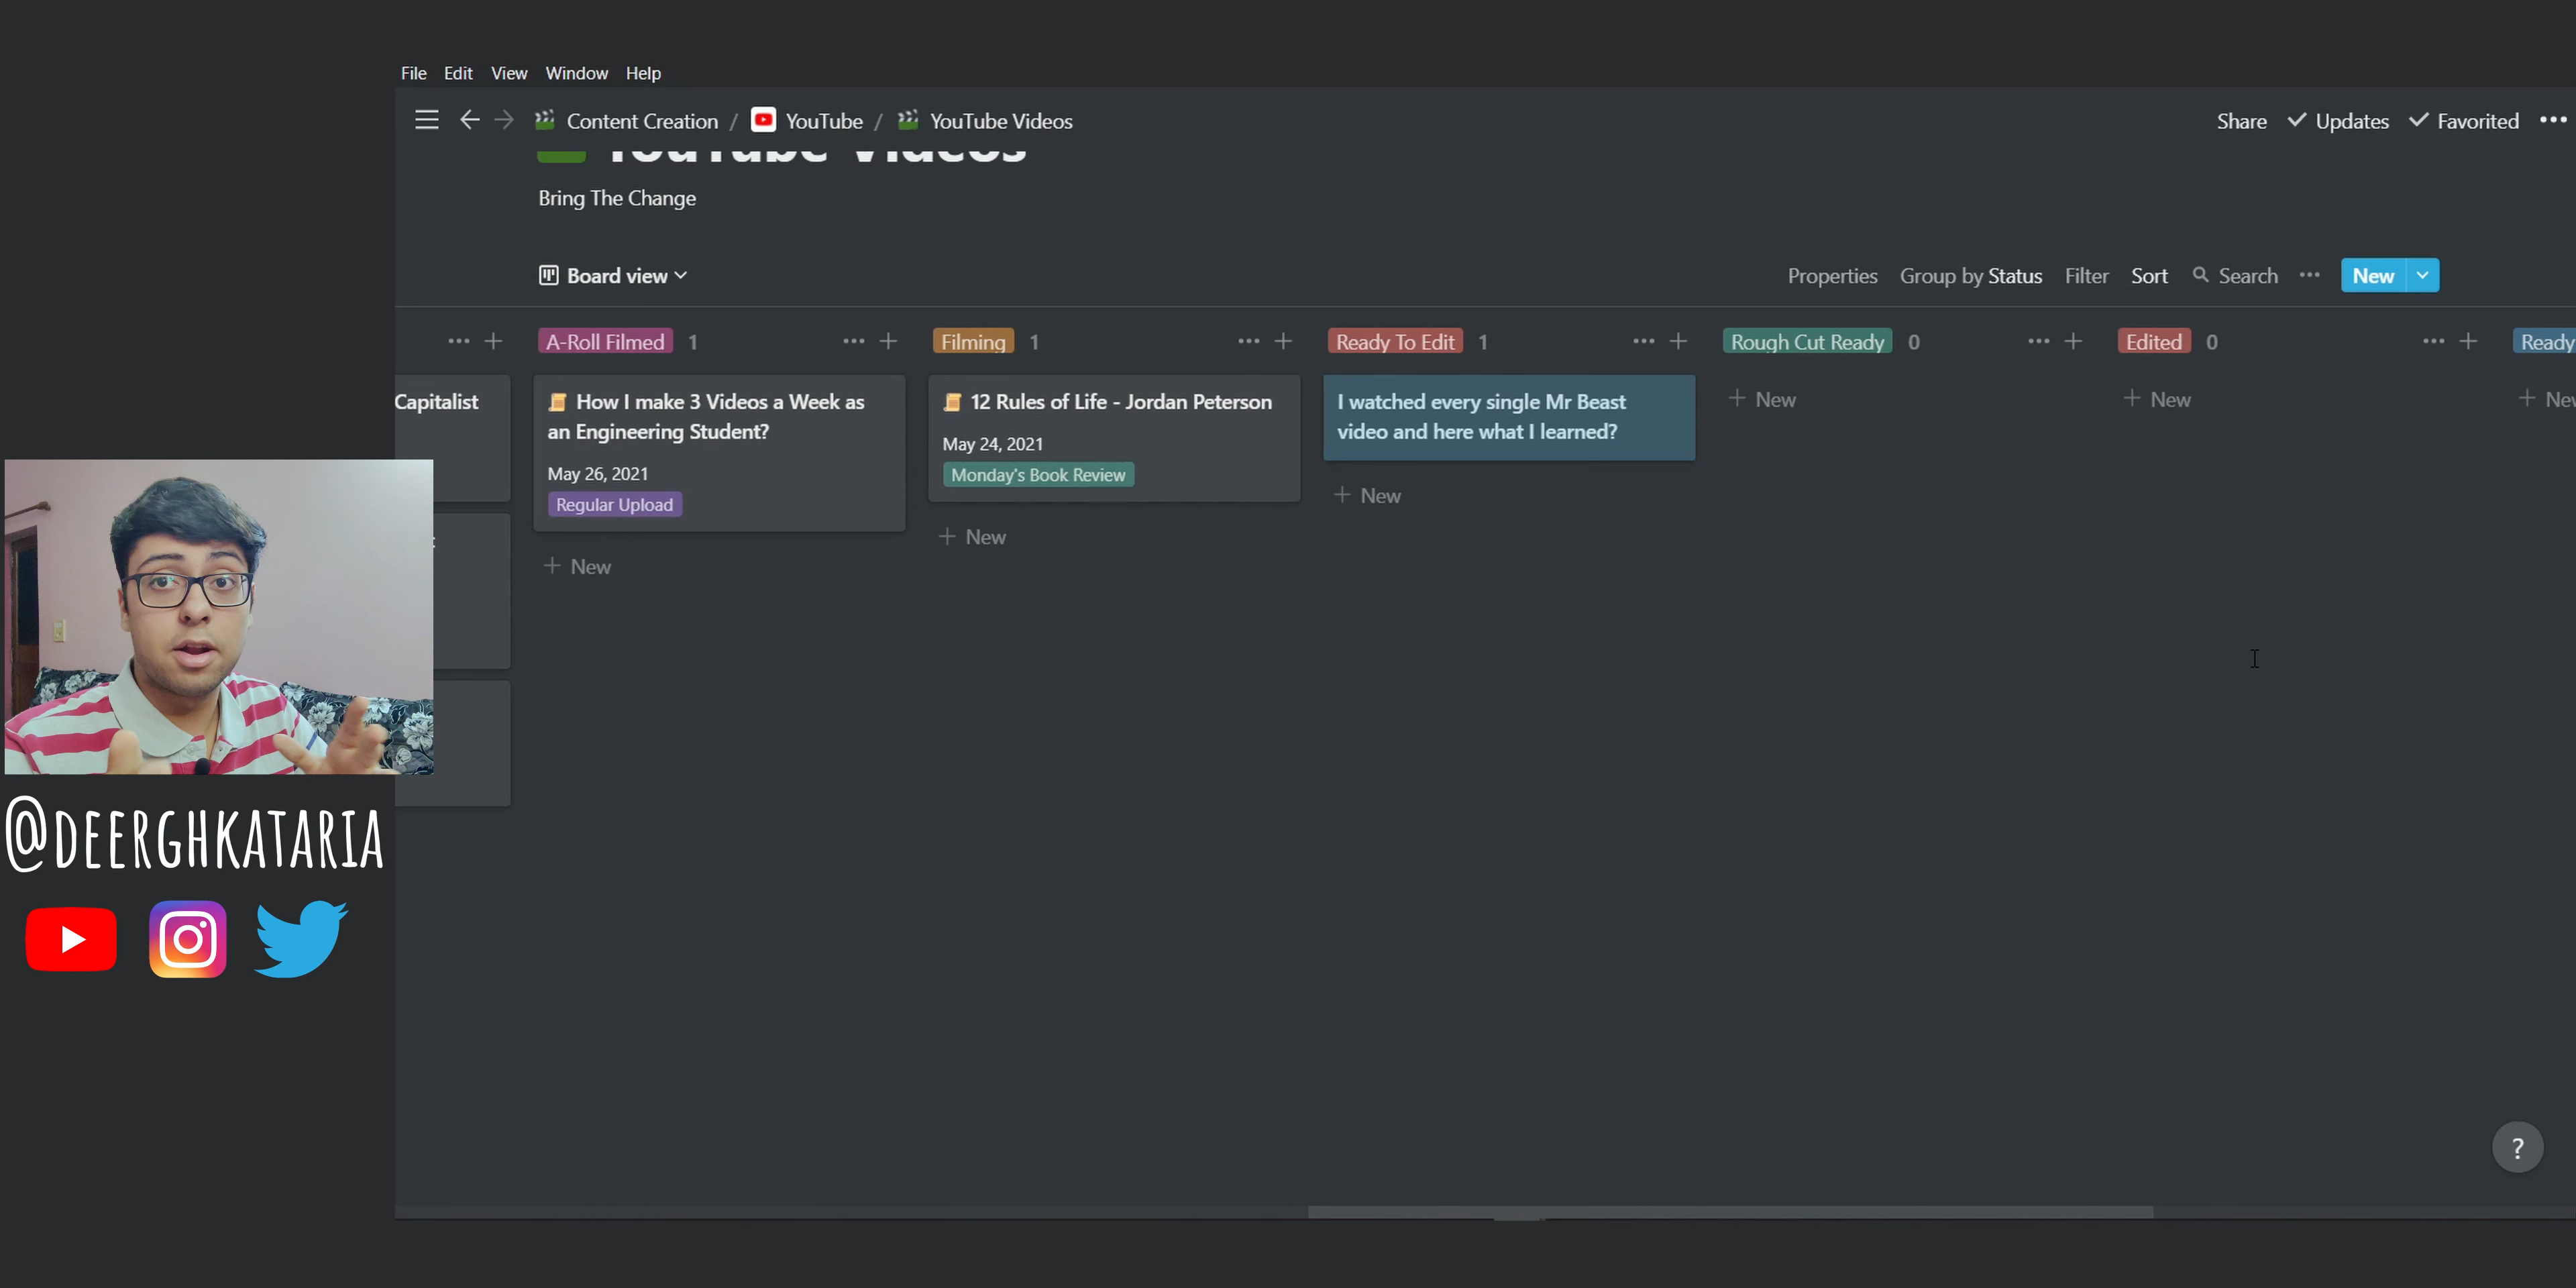 File Edit View Window Help
Content Creation / YouTube / YouTube Videos
Share Updates Favorited
YouTube Videos
Bring The Change
Board view
Properties Group by Status Filter Sort Search New
A-Roll Filmed 1
Filming 1
Ready To Edit 1
Rough Cut Ready 0
Edited 0
Ready
Capitalist
How I make 3 Videos a Week as
an Engineering Student?
May 26, 2021
Regular Upload
+ New
12 Rules of Life - Jordan Peterson
May 24, 2021
Monday's Book Review
+ New
I watched every single Mr Beast
video and here what I learned?
+ New
+ New
+ New
+ New
@DEERGHKATARIA
?